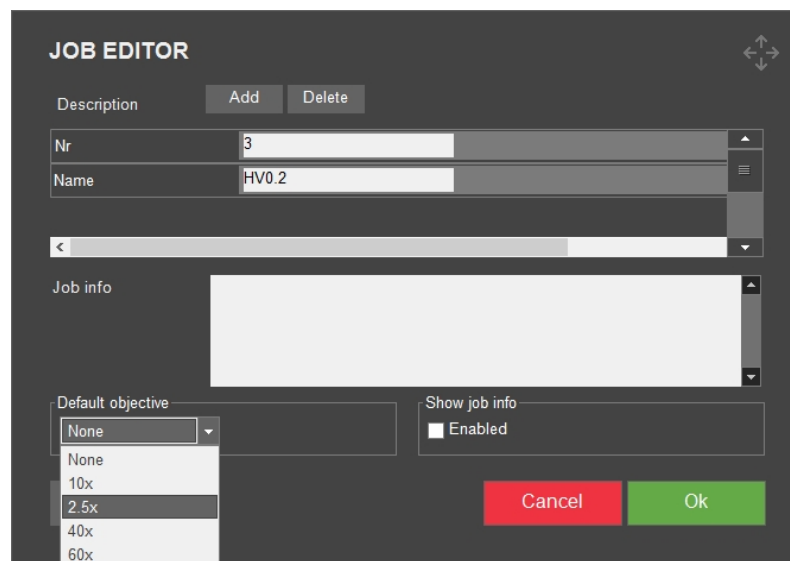 JOB EDITOR
Description Add Delete
Nr 3
Name HV0.2
Job info
Default objective Show job info
None Enabled
None
10x
2.5x Cancel Ok
40x
60x